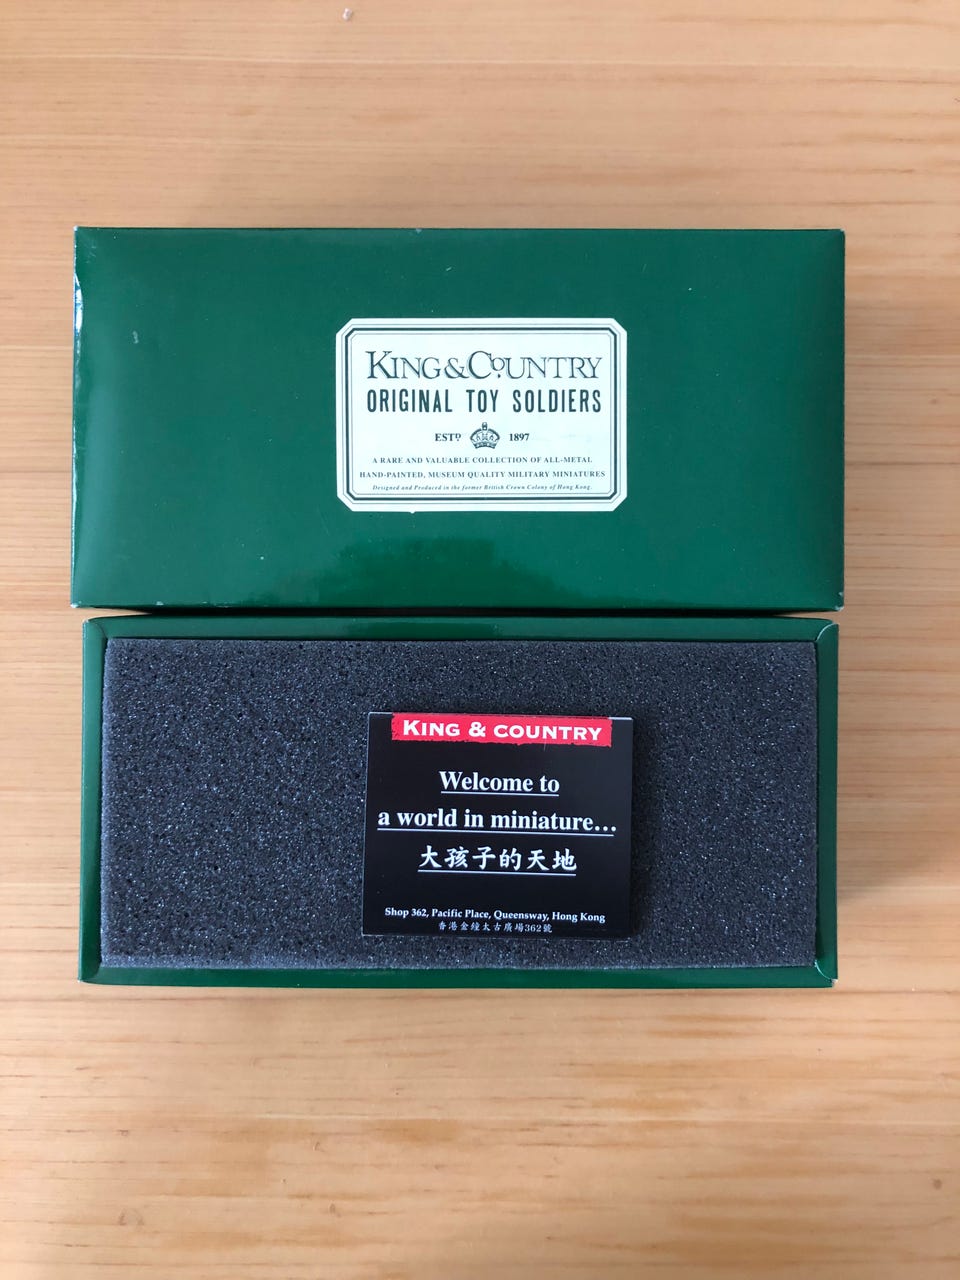 KING & COUNTRY
ORIGINAL TOY SOLDIERS
ESTD 1897
A RARE AND VALUABLE COLLECTION OF ALL-METAL
HAND-PAINTED, MUSEUM QUALITY MILITARY MINIATURES
Designed and Produced in the former British Crown Colony of Hong Kong.
KING & COUNTRY
Welcome to
a world in miniature...
大孩子的天地
Shop 362, Pacific Place, Queensway, Hong Kong
香港金鐘太古廣場362號